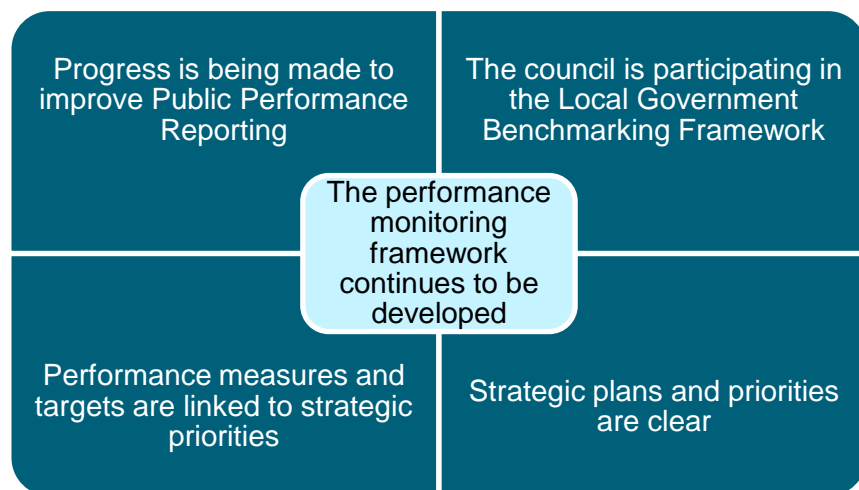 Progress is being made to
improve Public Performance
Reporting
The council is participating in
the Local Government
Benchmarking Framework
The performance
monitoring
framework
continues to be
developed
Performance measures and
targets are linked to strategic
priorities
Strategic plans and priorities
are clear